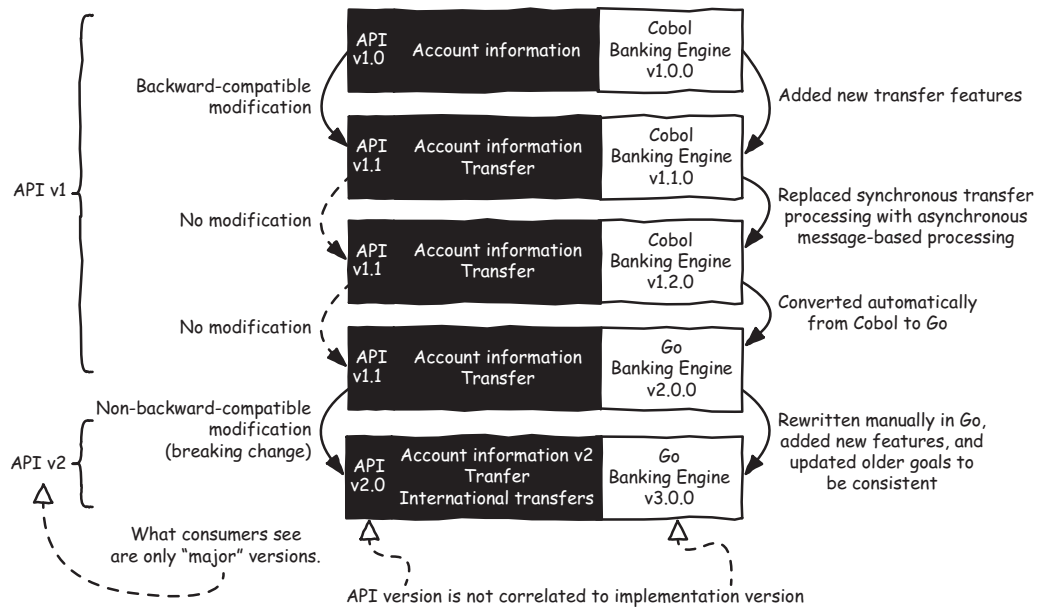 API
v1.0
Account information
Cobol
Banking Engine
v1.0.0
Backward-compatible
modification
Added new transfer features
API
v1.1
Account information
Transfer
Cobol
Banking Engine
v1.1.0
API v1
No modification
Replaced synchronous transfer
processing with asynchronous
message-based processing
API
v1.1
Account information
Transfer
Cobol
Banking Engine
v1.2.0
No modification
Converted automatically
from Cobol to Go
API
v1.1
Account information
Transfer
Go
Banking Engine
v2.0.0
Non-backward-compatible
modification
(breaking change)
Rewritten manually in Go,
added new features, and
updated older goals to
be consistent
API v2
API
v2.0
Account information v2
Tranfer
International transfers
Go
Banking Engine
v3.0.0
What consumers see
are only “major” versions.
API version is not correlated to implementation version